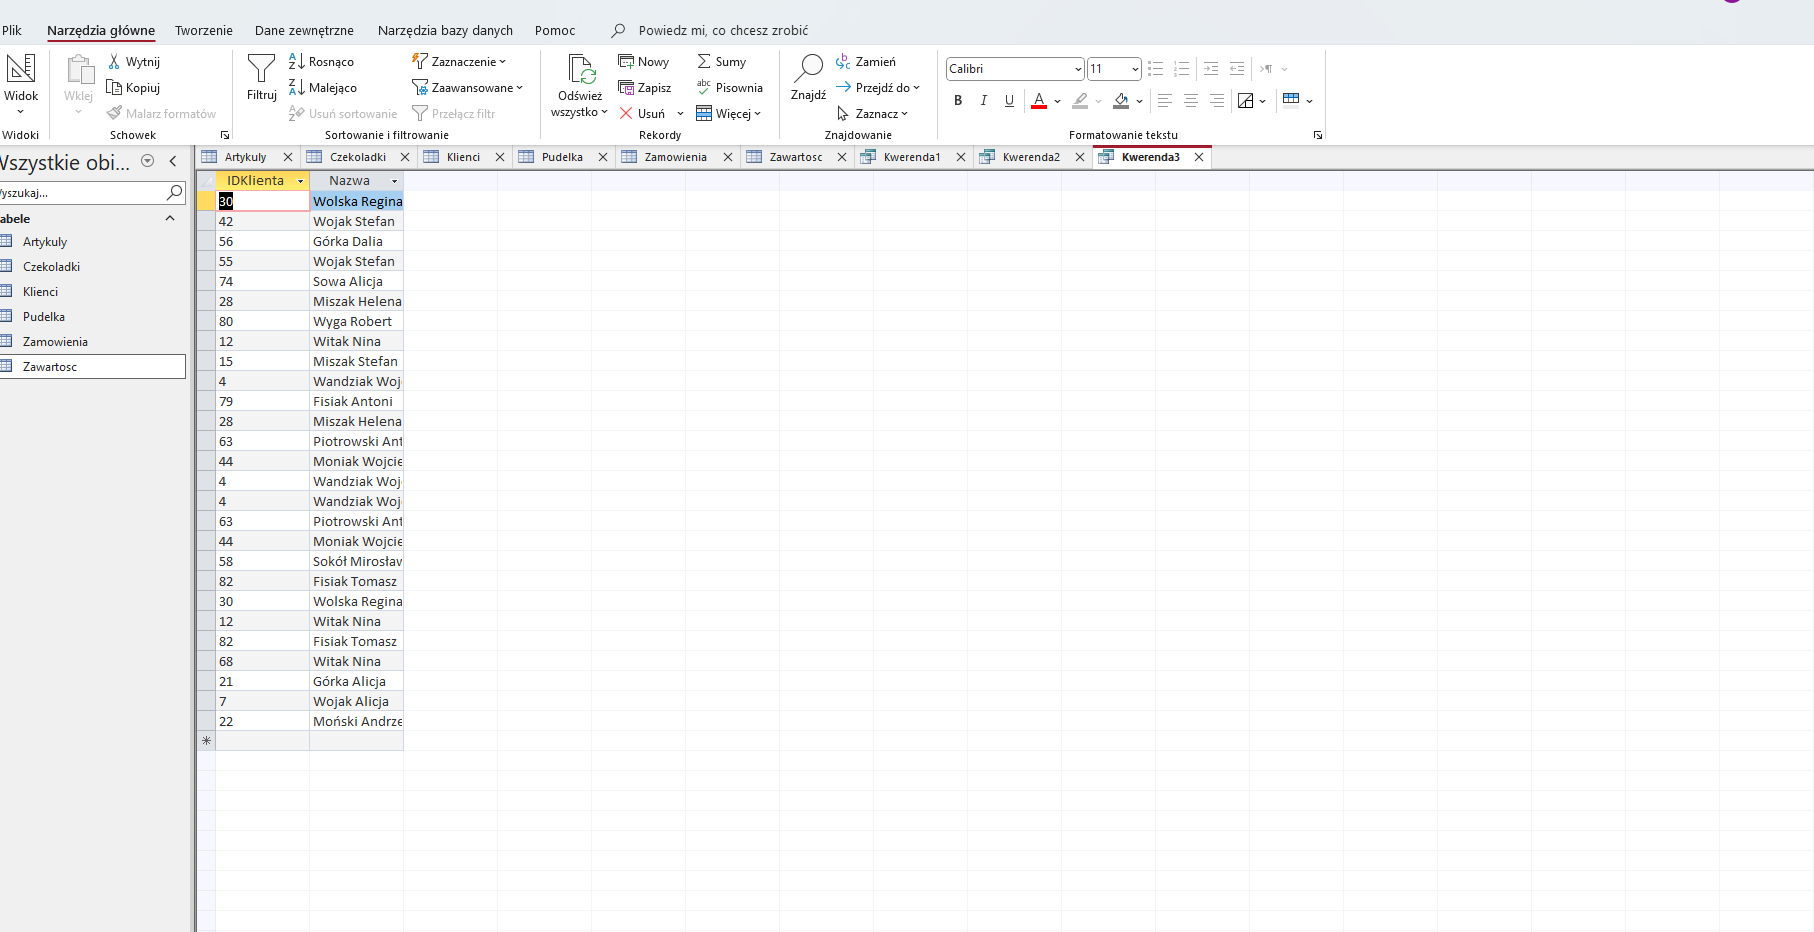 Plik Narzędzia główne Tworzenie Dane zewnętrzne Narzędzia bazy danych Pomoc Powiedz mi, co chcesz zrobić
Widok
Widoki
Wklej
Wytnij
Kopiuj
Malarz formatów
Schowek
Filtruj
Rosnąco
Malejąco
Usuń sortowanie
Zaznaczenie
Zaawansowane
Przełącz filtr
Sortowanie i filtrowanie
Odśwież
wszystko
Nowy
Zapisz
Usuń
Sumy
Pisownia
Więcej
Rekordy
Znajdź
Zamień
Przejdź do
Zaznacz
Znajdowanie
Calibri 11
B I U
Formatowanie tekstu
Wszystkie obi...
yszukaj...
abele
Artykuly
Czekoladki
Klienci
Pudelka
Zamowienia
Zawartosc
Artykuly Czekoladki Klienci Pudelka Zamowienia Zawartosc Kwerenda1 Kwerenda2 Kwerenda3
IDKlienta Nazwa
30 Wolska Regina
42 Wojak Stefan
56 Górka Dalia
55 Wojak Stefan
74 Sowa Alicja
28 Miszak Helena
80 Wyga Robert
12 Witak Nina
15 Miszak Stefan
4 Wandziak Woj
79 Fisiak Antoni
28 Miszak Helena
63 Piotrowski Ant
44 Moniak Wojcie
4 Wandziak Woj
4 Wandziak Woj
63 Piotrowski Ant
44 Moniak Wojcie
58 Sokół Mirosław
82 Fisiak Tomasz
30 Wolska Regina
12 Witak Nina
82 Fisiak Tomasz
68 Witak Nina
21 Górka Alicja
7 Wojak Alicja
22 Moński Andrze